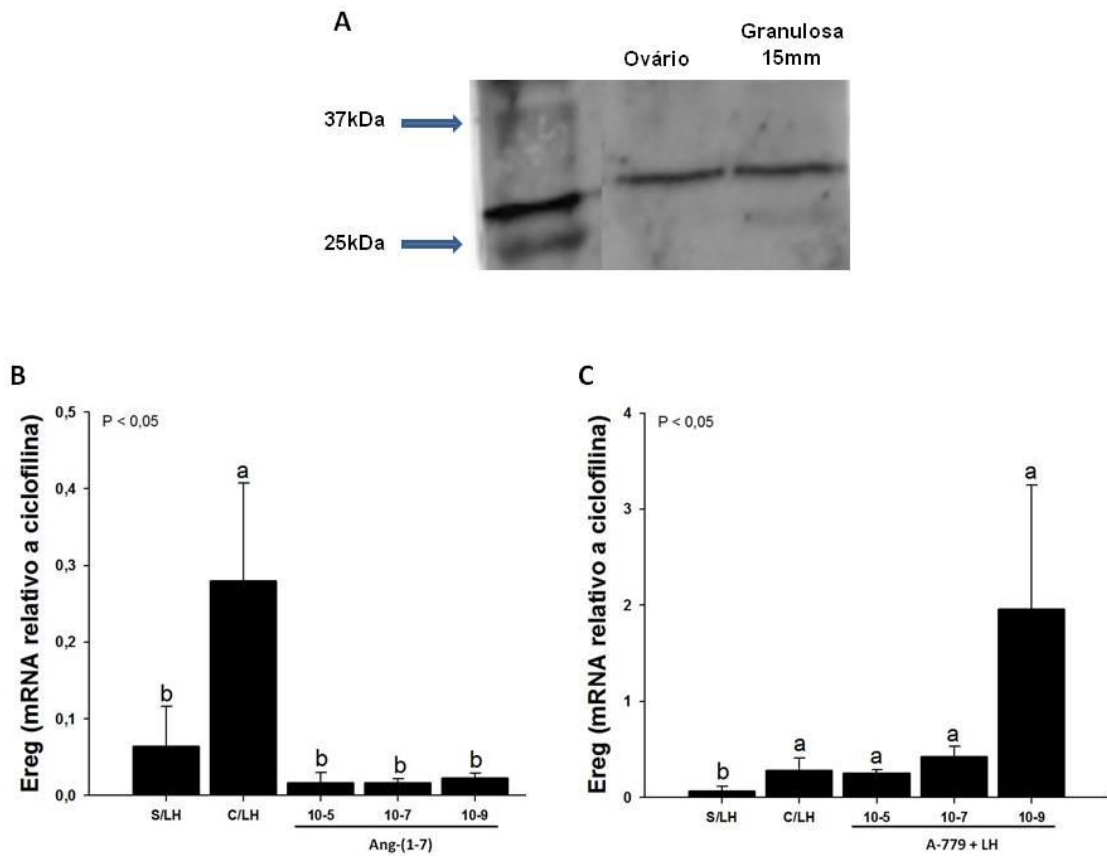 A
Ovário
Granulosa
15mm
37kDa
25kDa
B
Ereg (mRNA relativo a ciclofilina)
P < 0,05
0,5
0,4
0,3
0,2
0,1
0,0
b
a
b
b
b
S/LH
C/LH
10-5
10-7
10-9
Ang-(1-7)
C
Ereg (mRNA relativo a ciclofilina)
P < 0,05
4
3
2
1
0
b
a
a
a
a
S/LH
C/LH
10-5
10-7
10-9
A-779 + LH